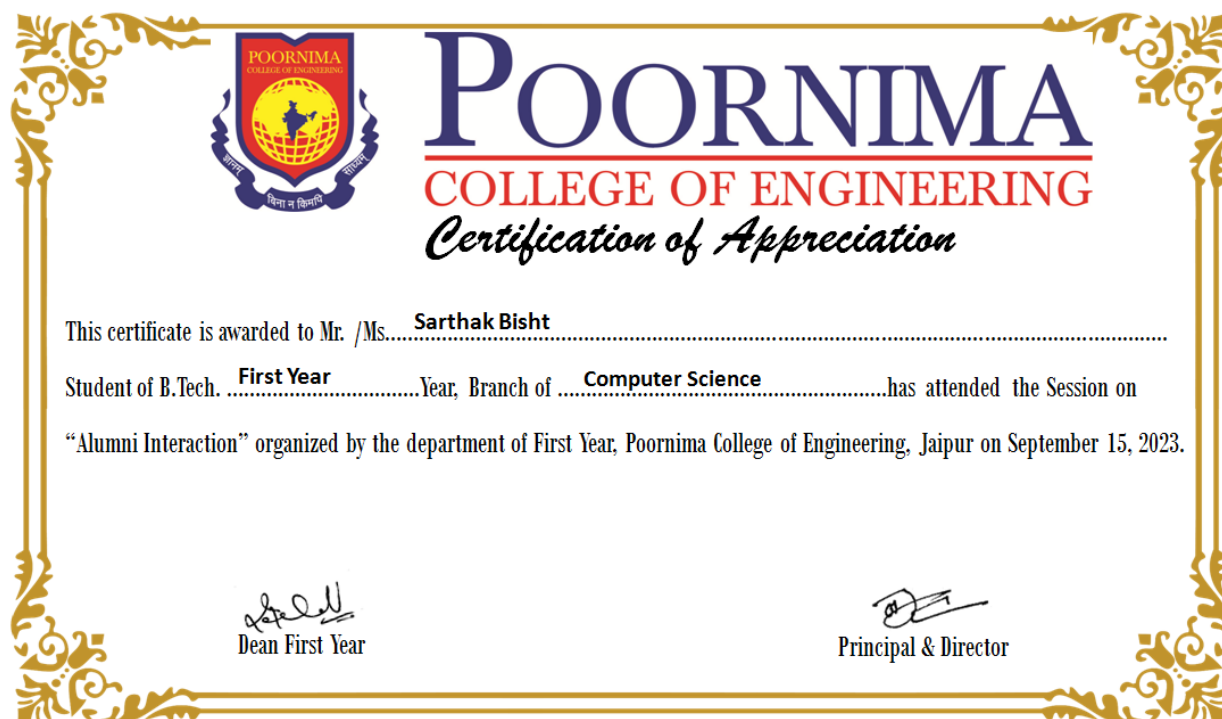 POORNIMA
COLLEGE OF ENGINEERING
ज्ञानम्
विना न किमपि
साध्यम्
POORNIMA
COLLEGE OF ENGINEERING
Certification of Appreciation
This certificate is awarded to Mr. /Ms.....Sarthak Bisht..........
Student of B.Tech. ...First Year...Year, Branch of ...Computer Science...has attended the Session on
“Alumni Interaction” organized by the department of First Year, Poornima College of Engineering, Jaipur on September 15, 2023.
Dean First Year
Principal & Director